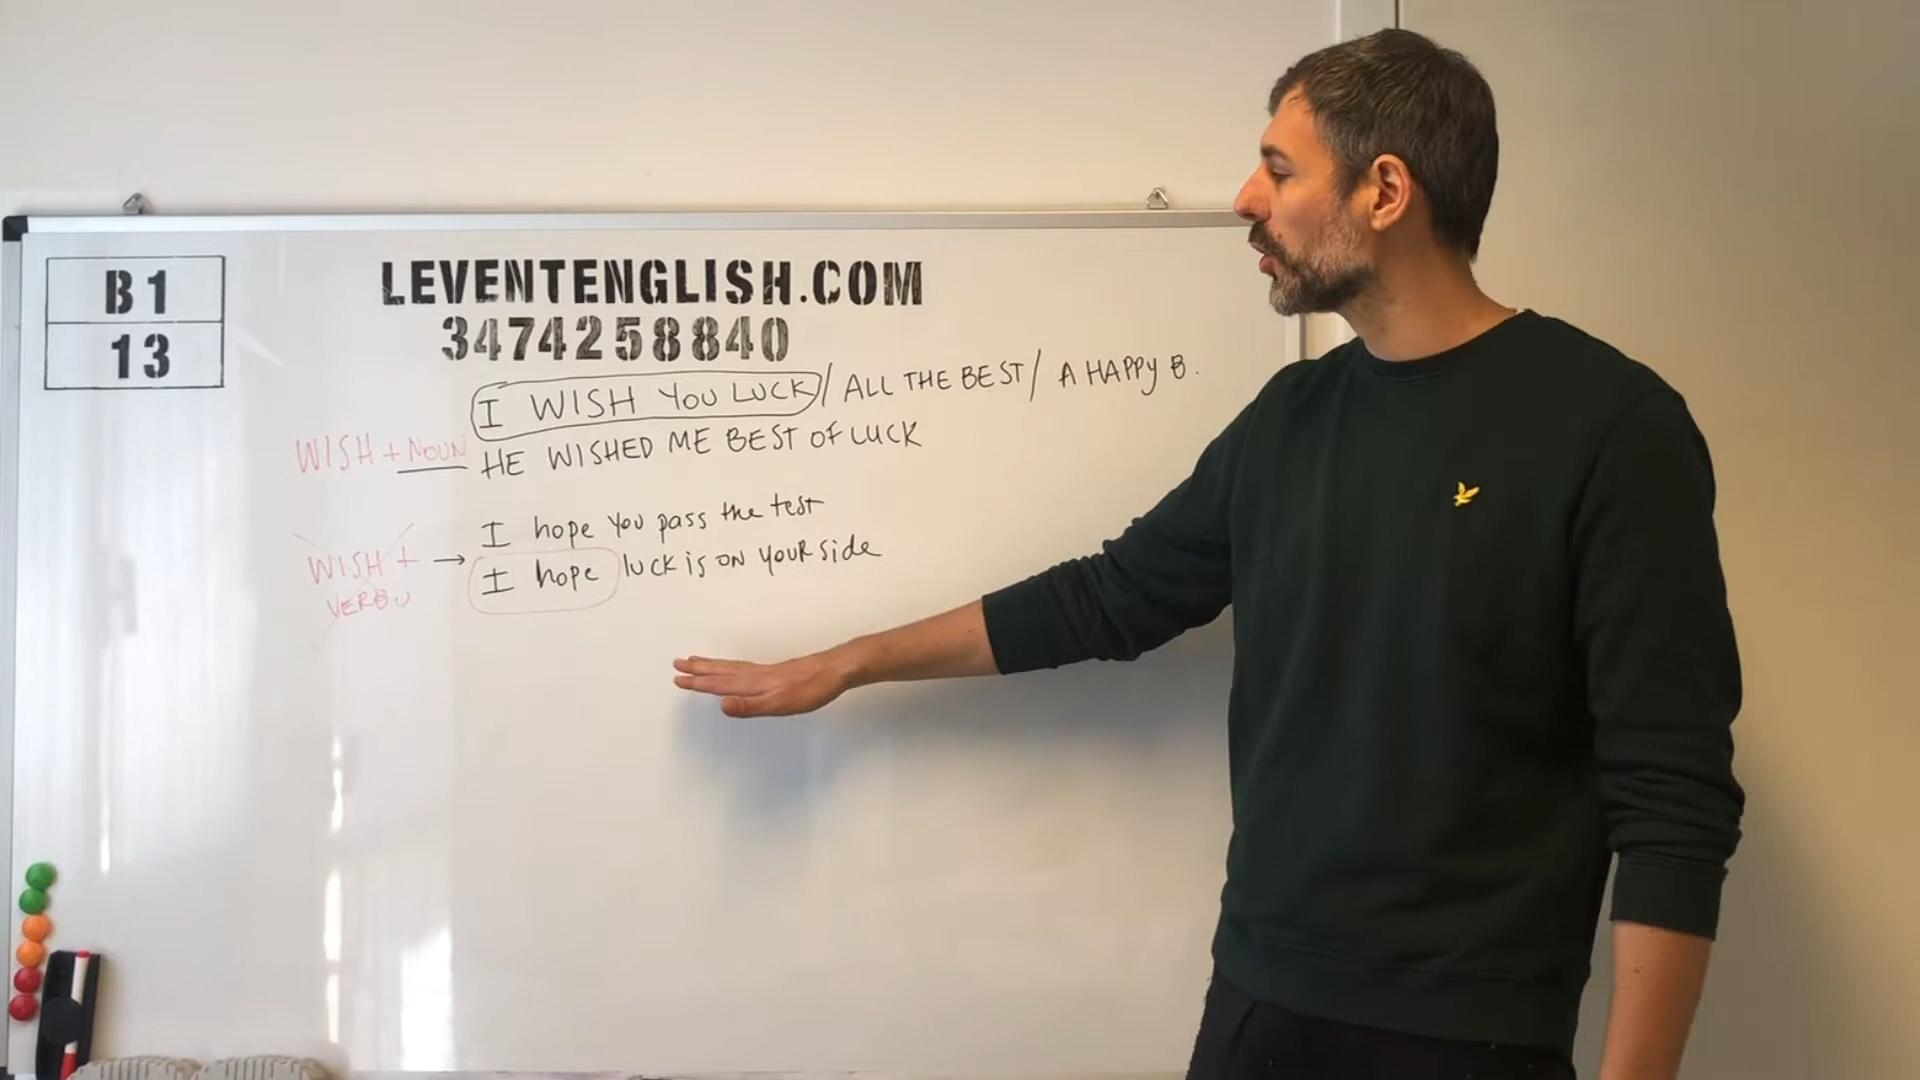 B1
13
LEVENTENGLISH.COM
3474258840
I WISH YOU LUCK / ALL THE BEST / A HAPPY B.
WISH + NOUN
HE WISHED ME BEST OF LUCK
I hope you pass the test
WISH + →
VERB
I hope luck is on your side